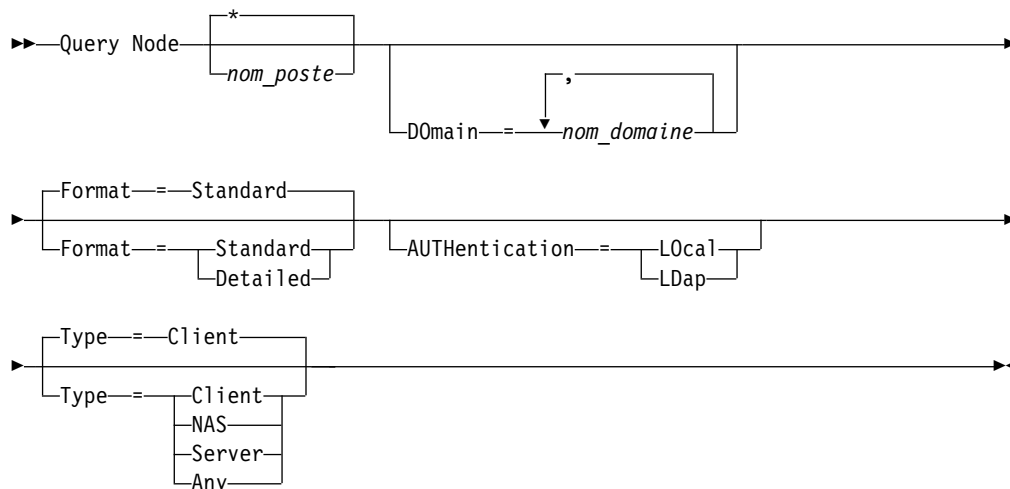 *
Query Node
nom_poste
,
DOmain = nom_domaine
Format = Standard
Format = Standard
Detailed
AUTHentication = LOcal
LDap
Type = Client
Type = Client
NAS
Server
Any